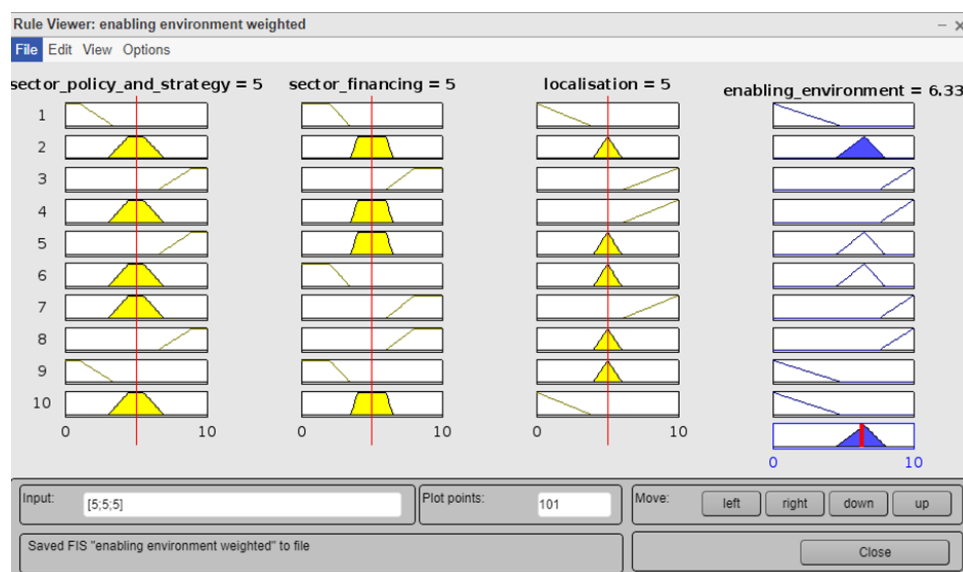 Rule Viewer: enabling environment weighted
File Edit View Options
sector_policy_and_strategy = 5 sector_financing = 5 localisation = 5 enabling_environment = 6.33
1
2
3
4
5
6
7
8
9
10
0 10 0 10 0 10
0 10
Input: [5;5;5] Plot points: 101 Move: left right down up
Saved FIS "enabling environment weighted" to file Close